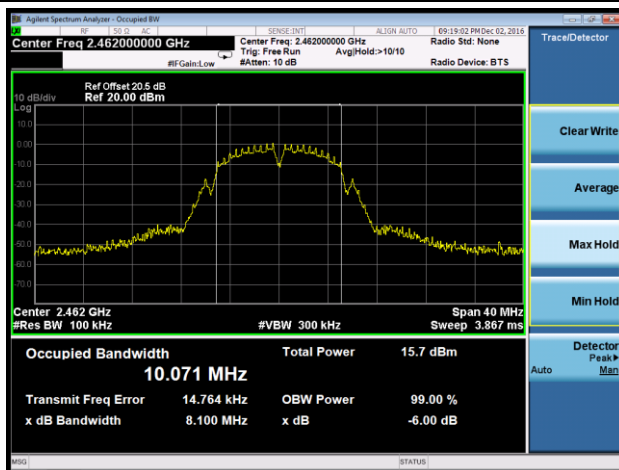 Agilent Spectrum Analyzer - Occupied BW
RF 50 Ω AC SENSE:INT ALIGN AUTO 09:19:02 PM Dec 02, 2016
Center Freq 2.462000000 GHz Center Freq: 2.462000000 GHz Radio Std: None Trace/Detector
Trig: Free Run Avg|Hold:>10/10
#IFGain:Low #Atten: 10 dB Radio Device: BTS
Ref Offset 20.5 dB
10 dB/div Ref 20.00 dBm
Log
10.0
0.00
-10.0
-20.0
-30.0
-40.0
-50.0
-60.0
-70.0
Clear Write
Average
Max Hold
Min Hold
Center 2.462 GHz Span 40 MHz
#Res BW 100 kHz #VBW 300 kHz Sweep 3.867 ms
Occupied Bandwidth Total Power 15.7 dBm
10.071 MHz
Transmit Freq Error 14.764 kHz OBW Power 99.00 %
x dB Bandwidth 8.100 MHz x dB -6.00 dB
Detector
Peak▶
Auto Man
MSG STATUS